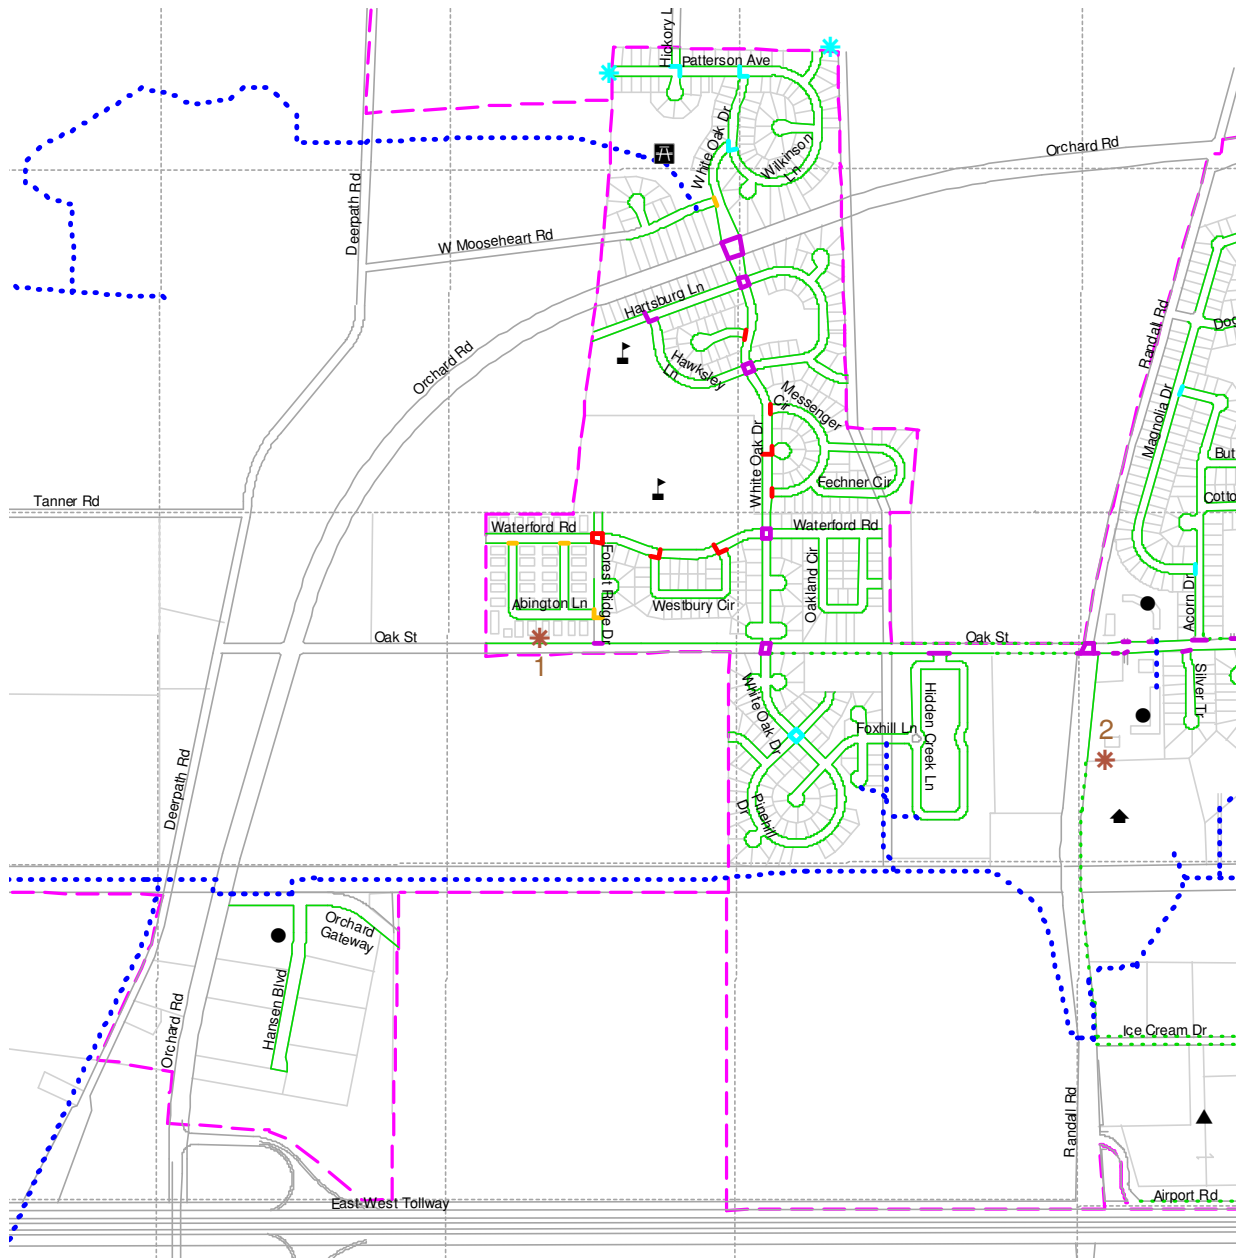 Hickory L
Patterson Ave
White Oak Dr
Wilkinson
Ln
Orchard Rd
Deerpath Rd
W Mooseheart Rd
Hartsburg Ln
Randall Rd
Doc
Orchard Rd
Hawksley
Ln
Messenger
Cir
Magnolia Dr
White Oak Dr
But
Fechner Cir
Cotto
Tanner Rd
Waterford Rd
Waterford Rd
Forest Ridge Dr
Oakland Cir
Abington Ln
Westbury Cir
Acorn Dr
Oak St
Oak St
1
Silver Tr
White Oak Dr
Hidden Creek Ln
Foxhill Ln
2
Deerpath Rd
Pinehill
Dr
Orchard
Gateway
Hansen Blvd
Orchard Rd
Ice Cream Dr
Randall Rd
Airport Rd
East-West Tollway